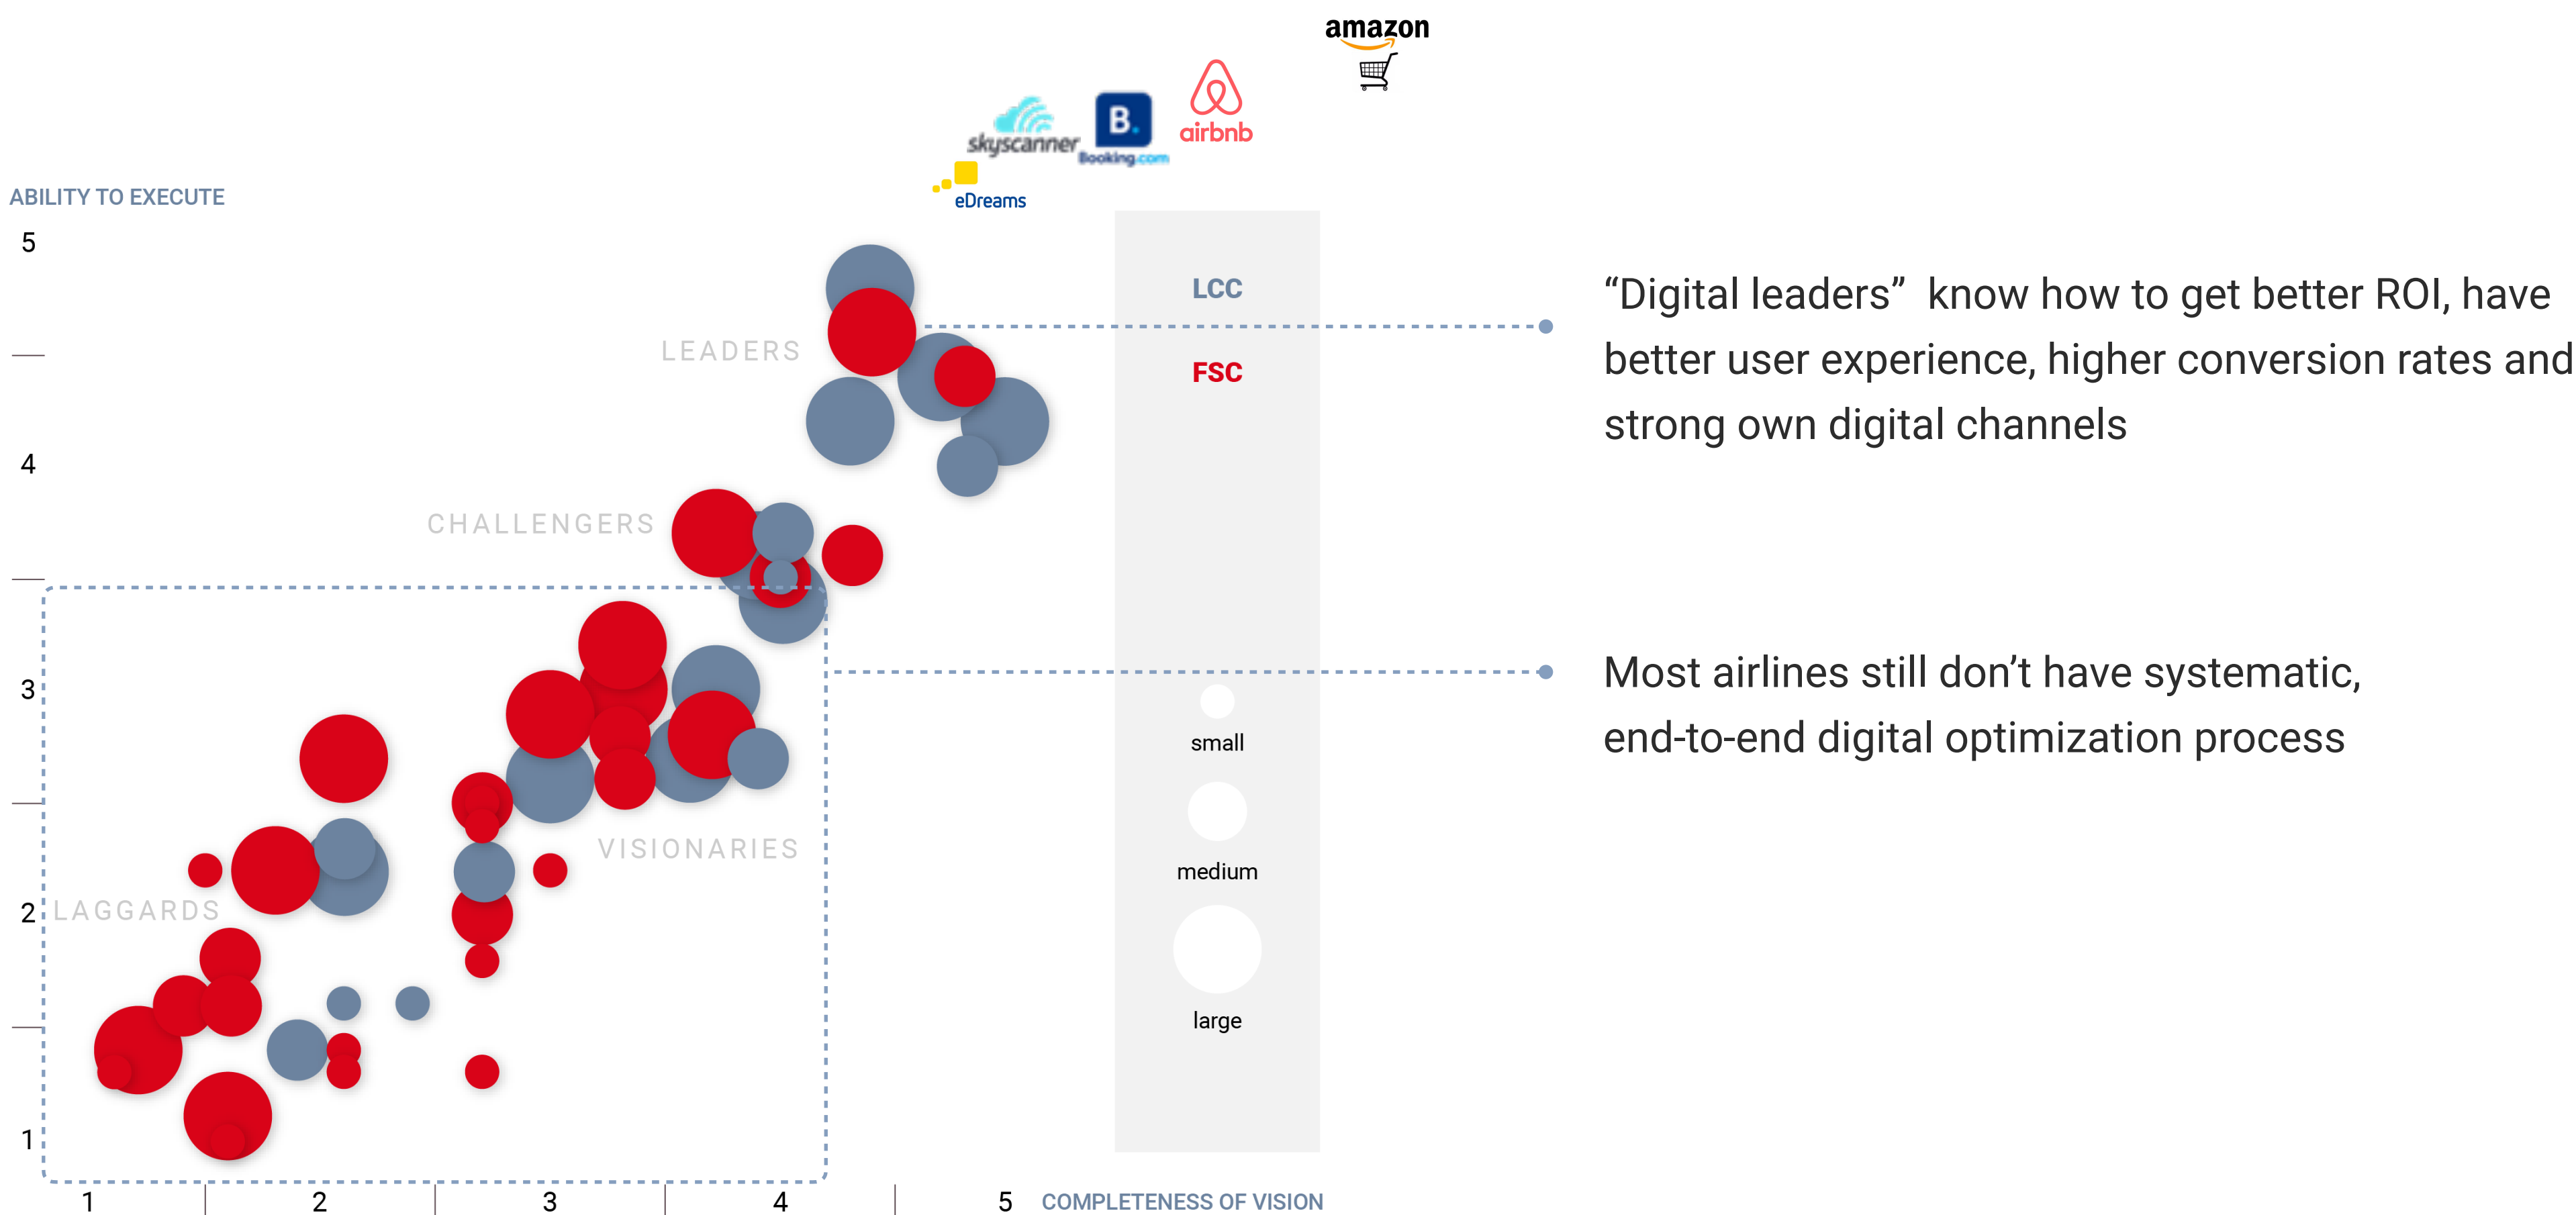 amazon
airbnb
skyscanner
B.
Booking.com
eDreams
ABILITY TO EXECUTE
5
4
3
2
1
LEADERS
CHALLENGERS
VISIONARIES
LAGGARDS
1
2
3
4
5
COMPLETENESS OF VISION
LCC
FSC
small
medium
large
“Digital leaders”  know how to get better ROI, have
better user experience, higher conversion rates and
strong own digital channels
Most airlines still don’t have systematic,
end-to-end digital optimization process